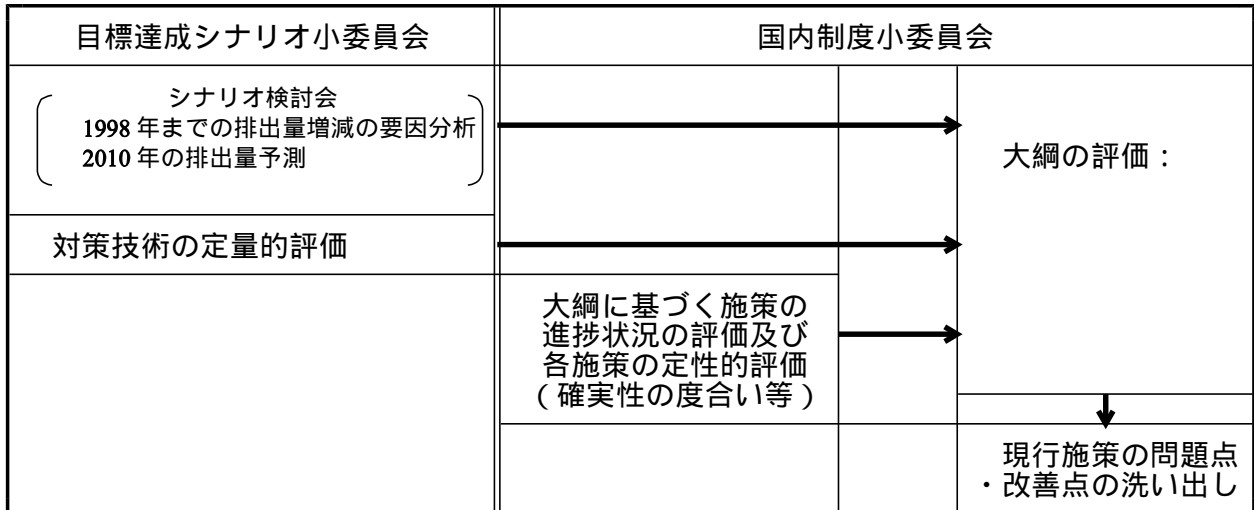 目標達成シナリオ小委員会
国内制度小委員会
シナリオ検討会
1998 年までの排出量増減の要因分析
2010 年の排出量予測
大綱の評価：
対策技術の定量的評価
大綱に基づく施策の
進捗状況の評価及び
各施策の定性的評価
（確実性の度合い等）
現行施策の問題点
・改善点の洗い出し